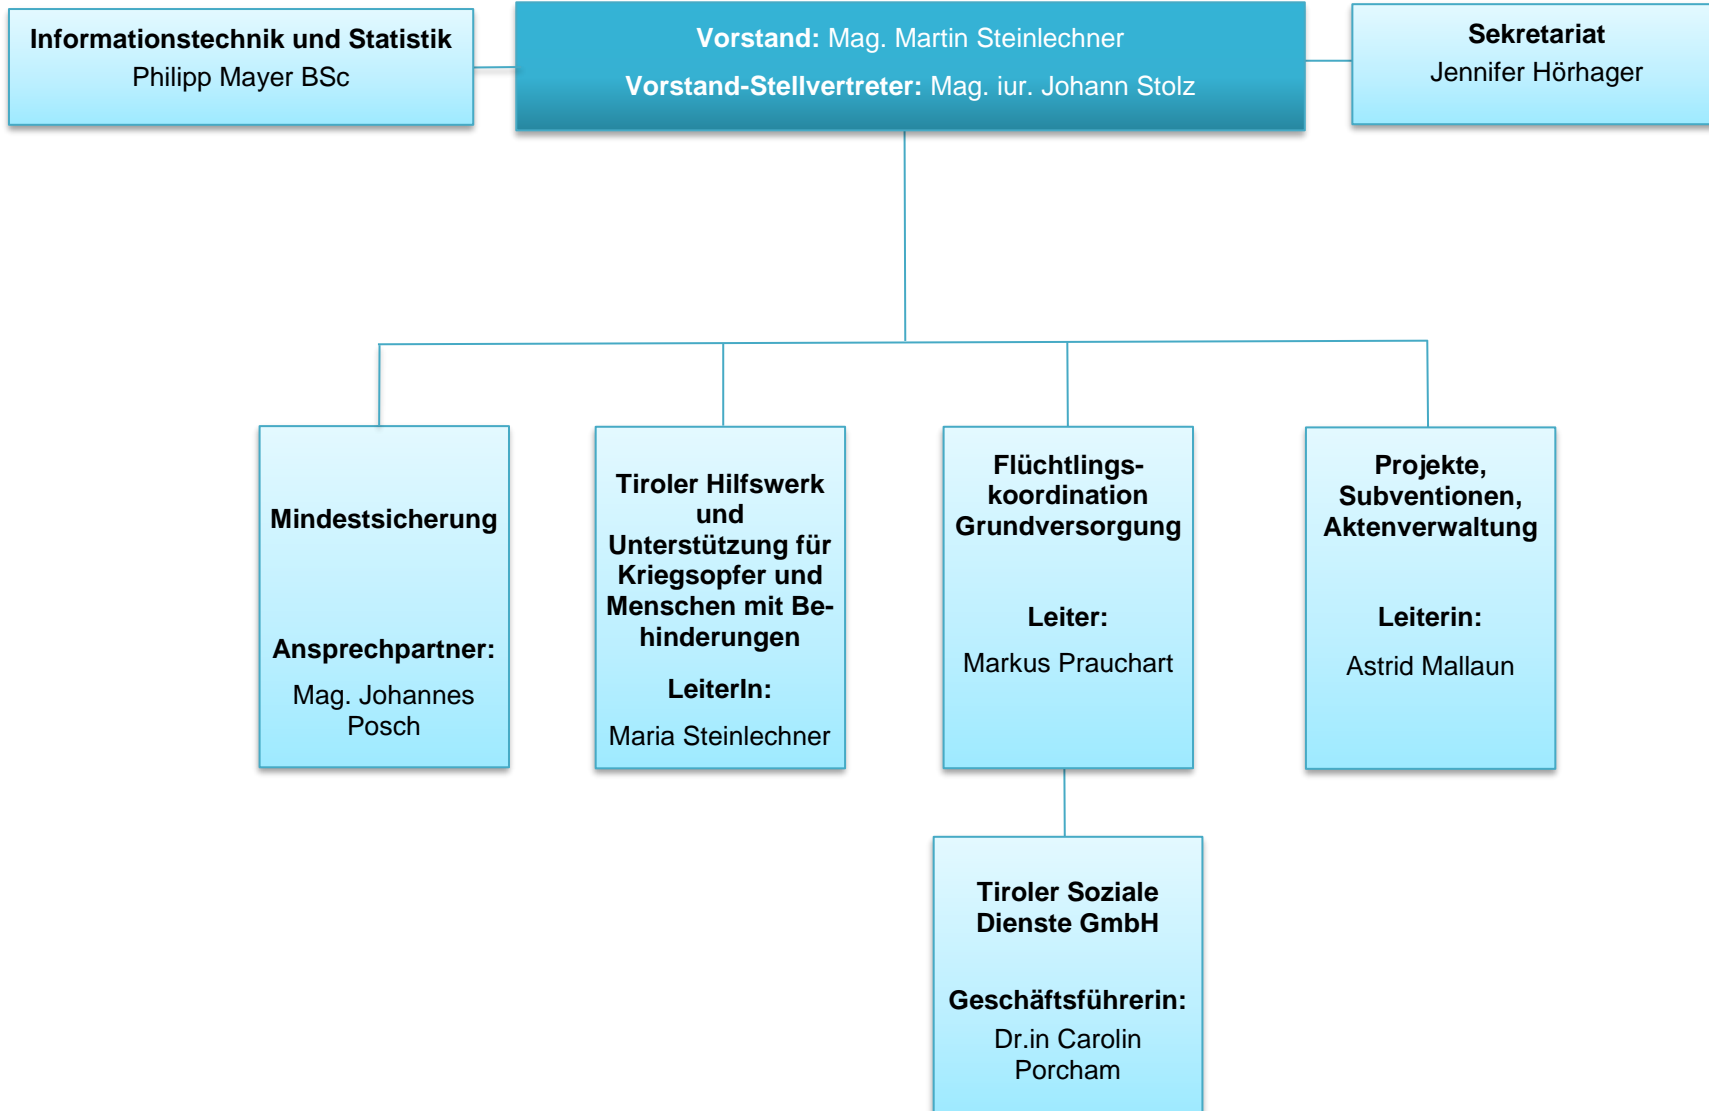 Informationstechnik und Statistik
Philipp Mayer BSc
Vorstand: Mag. Martin Steinlechner
Vorstand-Stellvertreter: Mag. iur. Johann Stolz
Sekretariat
Jennifer Hörhager
Mindestsicherung
Ansprechpartner:
Mag. Johannes
Posch
Tiroler Hilfswerk
und
Unterstützung für
Kriegsopfer und
Menschen mit Be-
hinderungen
LeiterIn:
Maria Steinlechner
Flüchtlings-
koordination
Grundversorgung
Leiter:
Markus Prauchart
Projekte,
Subventionen,
Aktenverwaltung
Leiterin:
Astrid Mallaun
Tiroler Soziale
Dienste GmbH
Geschäftsführerin:
Dr.in Carolin
Porcham